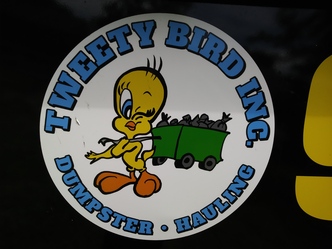 TWEETY BIRD INC.
DUMPSTER · HAULING